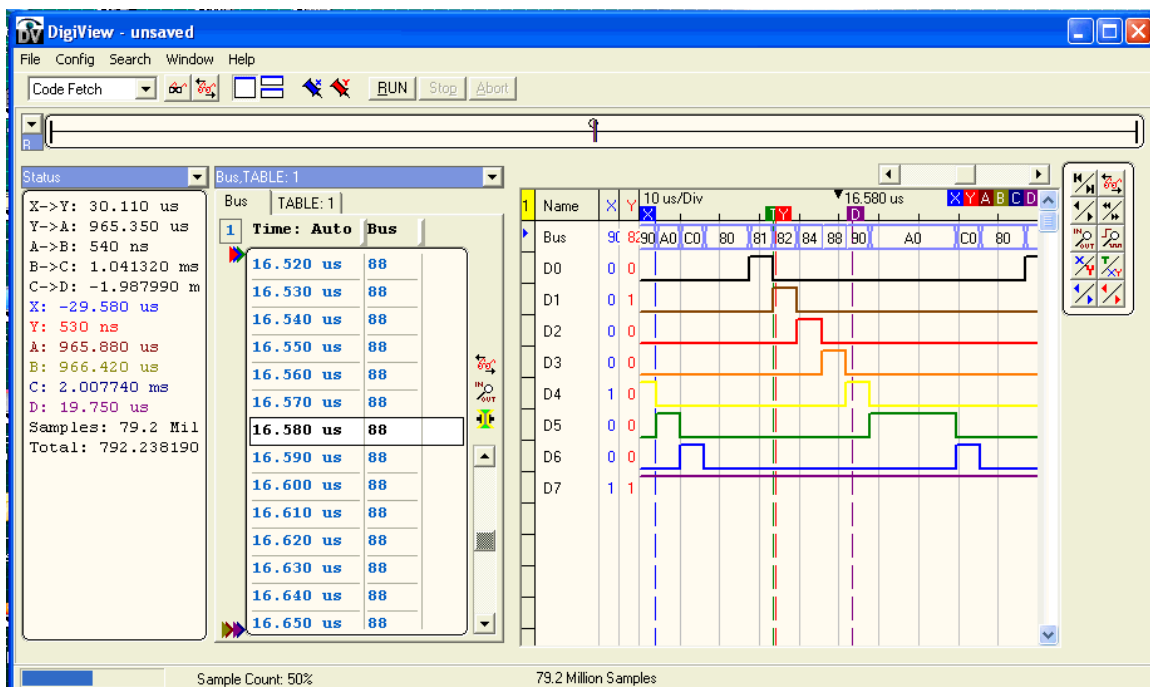 DigiView - unsaved
File Config Search Window Help
Code Fetch RUN Stop Abort
R
Status
X->Y: 30.110 us
Y->A: 965.350 us
A->B: 540 ns
B->C: 1.041320 ms
C->D: -1.987990 m
X: -29.580 us
Y: 530 ns
A: 965.880 us
B: 966.420 us
C: 2.007740 ms
D: 19.750 us
Samples: 79.2 Mil
Total: 792.238190
Bus,TABLE: 1
Bus TABLE: 1
1 Time: Auto Bus
16.520 us 88
16.530 us 88
16.540 us 88
16.550 us 88
16.560 us 88
16.570 us 88
16.580 us 88
16.590 us 88
16.600 us 88
16.610 us 88
16.620 us 88
16.630 us 88
16.640 us 88
16.650 us 88
IN OUT
1 Name X Y 10 us/Div 16.580 us X Y A B C D
X T Y D
Bus 90 82 90 A0 C0 80 81 82 84 88 90 A0 C0 80
D0 0 0
D1 0 1
D2 0 0
D3 0 0
D4 1 0
D5 0 0
D6 0 0
D7 1 1
IN OUT
X/Y T/XY
Sample Count: 50% 79.2 Million Samples